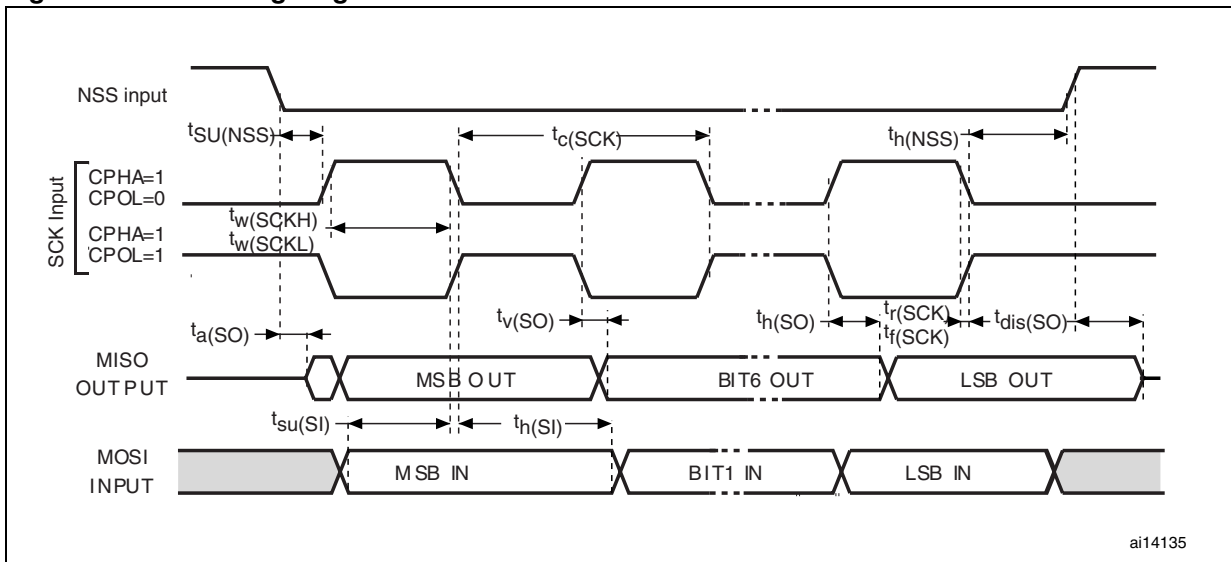 NSS input
tSU(NSS)
tc(SCK)
th(NSS)
SCK Input
CPHA=1
CPOL=0
tw(SCKH)
CPHA=1
tw(SCKL)
CPOL=1
ta(SO)
tv(SO)
th(SO)
tr(SCK)
tf(SCK)
tdis(SO)
MISO
OUTPUT
MSB OUT
BIT6 OUT
LSB OUT
tsu(SI)
th(SI)
MOSI
INPUT
MSB IN
BIT1 IN
LSB IN
ai14135